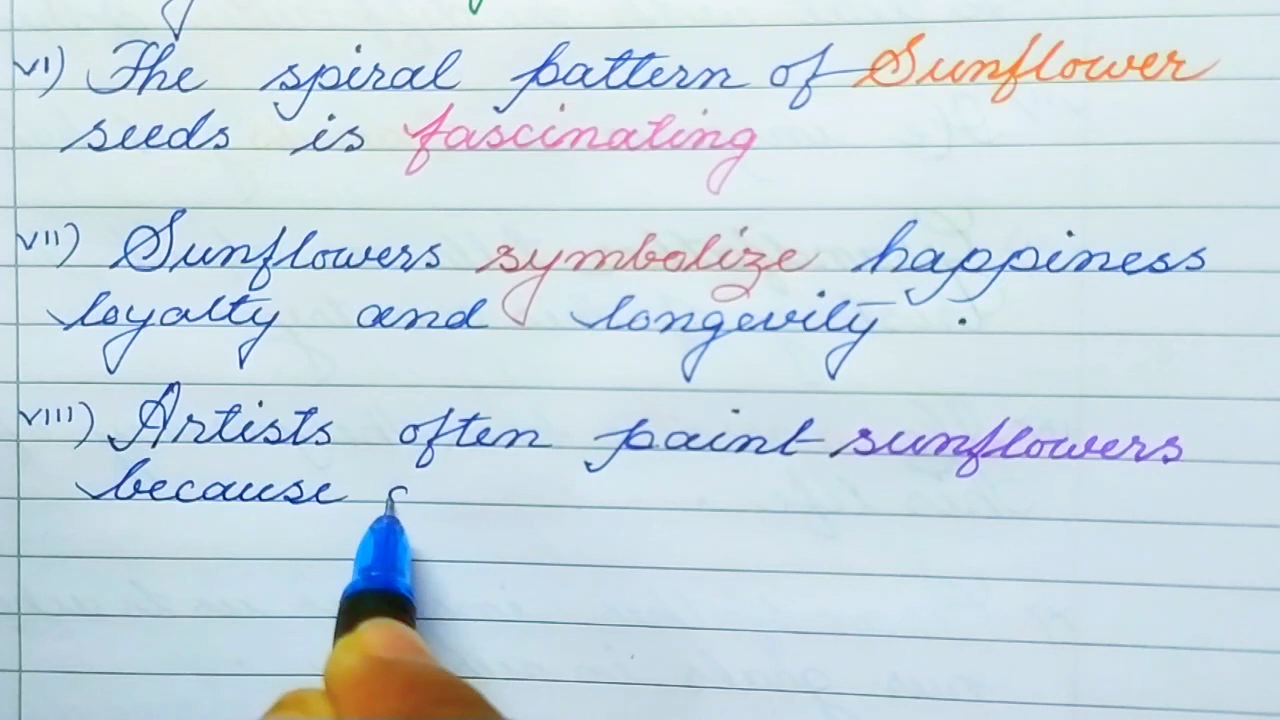 VI) The spiral pattern of Sunflower
seeds is fascinating
VII) Sunflowers symbolize happiness
loyalty and longevity .
VIII) Artists often paint sunflowers
because